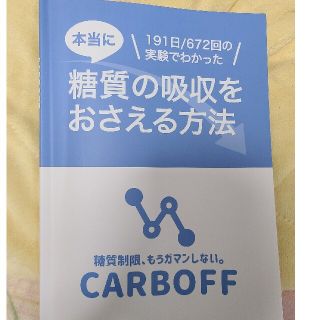 本当に
191日/672回の
実験でわかった
糖質の吸収を
おさえる方法
糖質制限、もうガマンしない。
CARBOFF